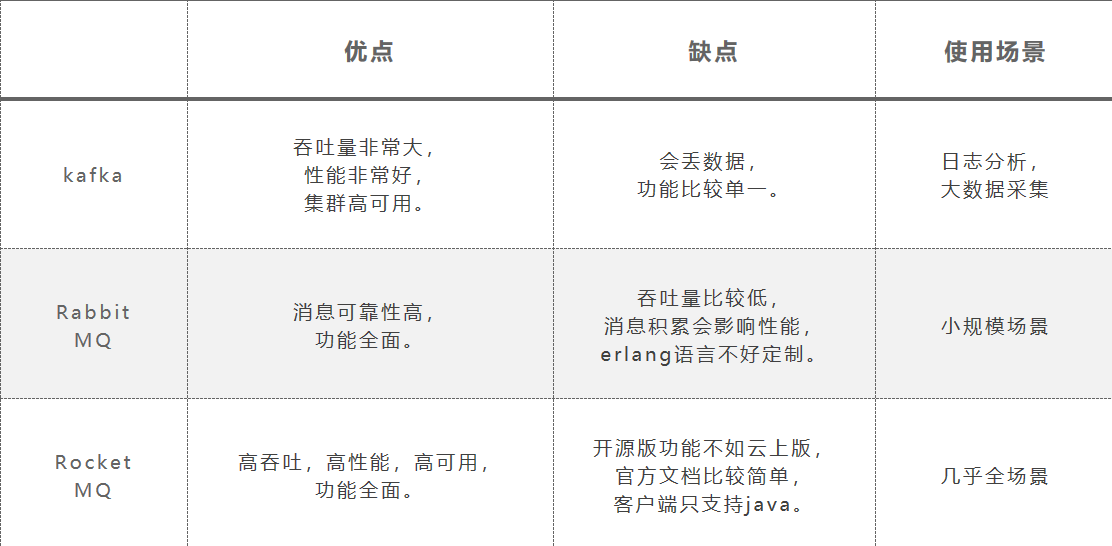 优点
缺点
使用场景
kafka
吞吐量非常大，
性能非常好，
集群高可用。
会丢数据，
功能比较单一。
日志分析，
大数据采集
Rabbit
MQ
消息可靠性高，
功能全面。
吞吐量比较低，
消息积累会影响性能，
erlang语言不好定制。
小规模场景
Rocket
MQ
高吞吐，高性能，高可用，
功能全面。
开源版功能不如云上版，
官方文档比较简单，
客户端只支持java。
几乎全场景